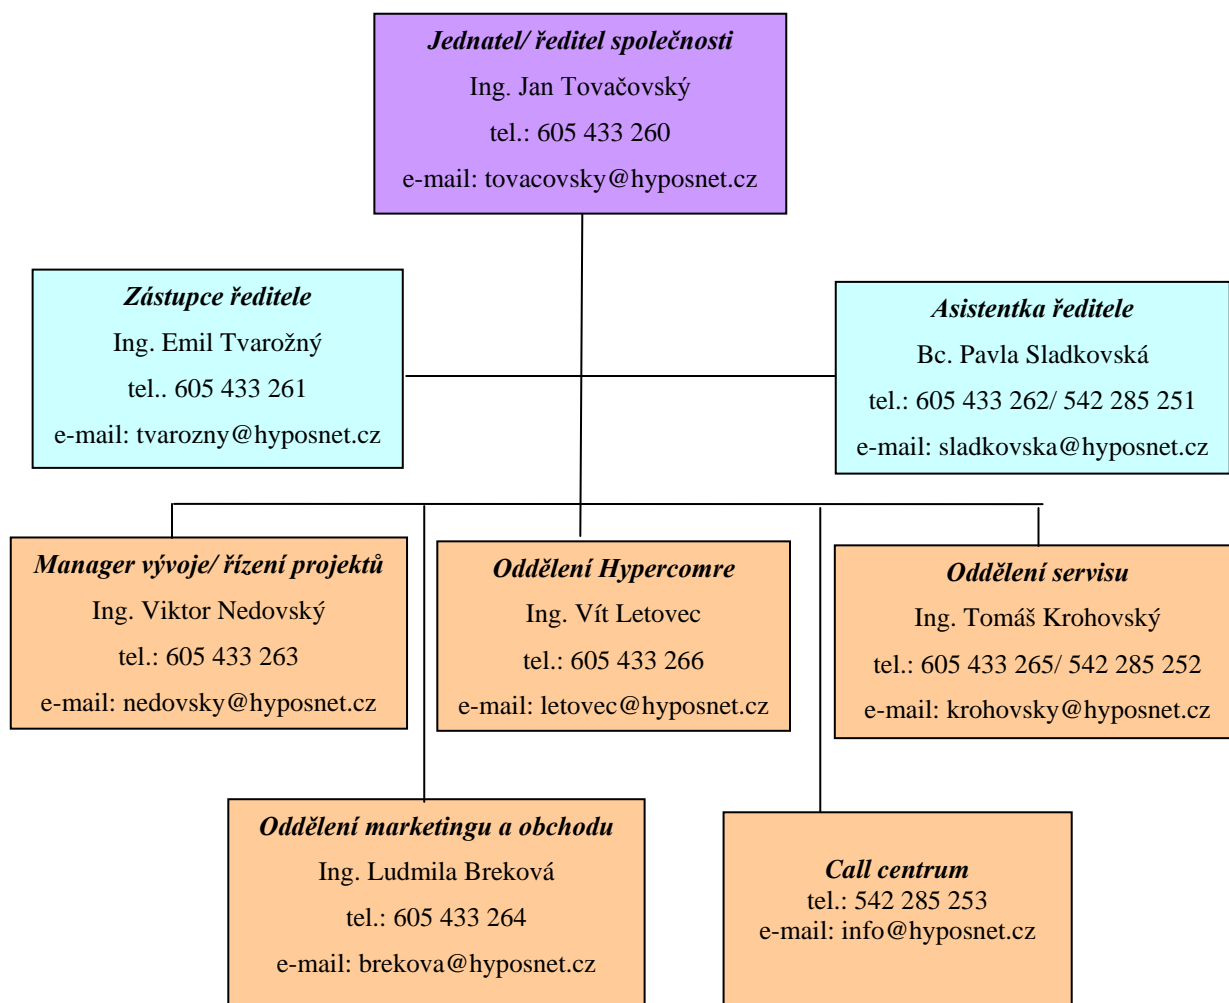 Jednatel/ ředitel společnosti
Ing. Jan Tovačovský
tel.: 605 433 260
e-mail: tovacovsky@hyposnet.cz
Zástupce ředitele
Ing. Emil Tvarožný
tel.. 605 433 261
e-mail: tvarozny@hyposnet.cz
Asistentka ředitele
Bc. Pavla Sladkovská
tel.: 605 433 262/ 542 285 251
e-mail: sladkovska@hyposnet.cz
Manager vývoje/ řízení projektů
Ing. Viktor Nedovský
tel.: 605 433 263
e-mail: nedovsky@hyposnet.cz
Oddělení Hypercomre
Ing. Vít Letovec
tel.: 605 433 266
e-mail: letovec@hyposnet.cz
Oddělení servisu
Ing. Tomáš Krohovský
tel.: 605 433 265/ 542 285 252
e-mail: krohovsky@hyposnet.cz
Oddělení marketingu a obchodu
Ing. Ludmila Breková
tel.: 605 433 264
e-mail: brekova@hyposnet.cz
Call centrum
tel.: 542 285 253
e-mail: info@hyposnet.cz